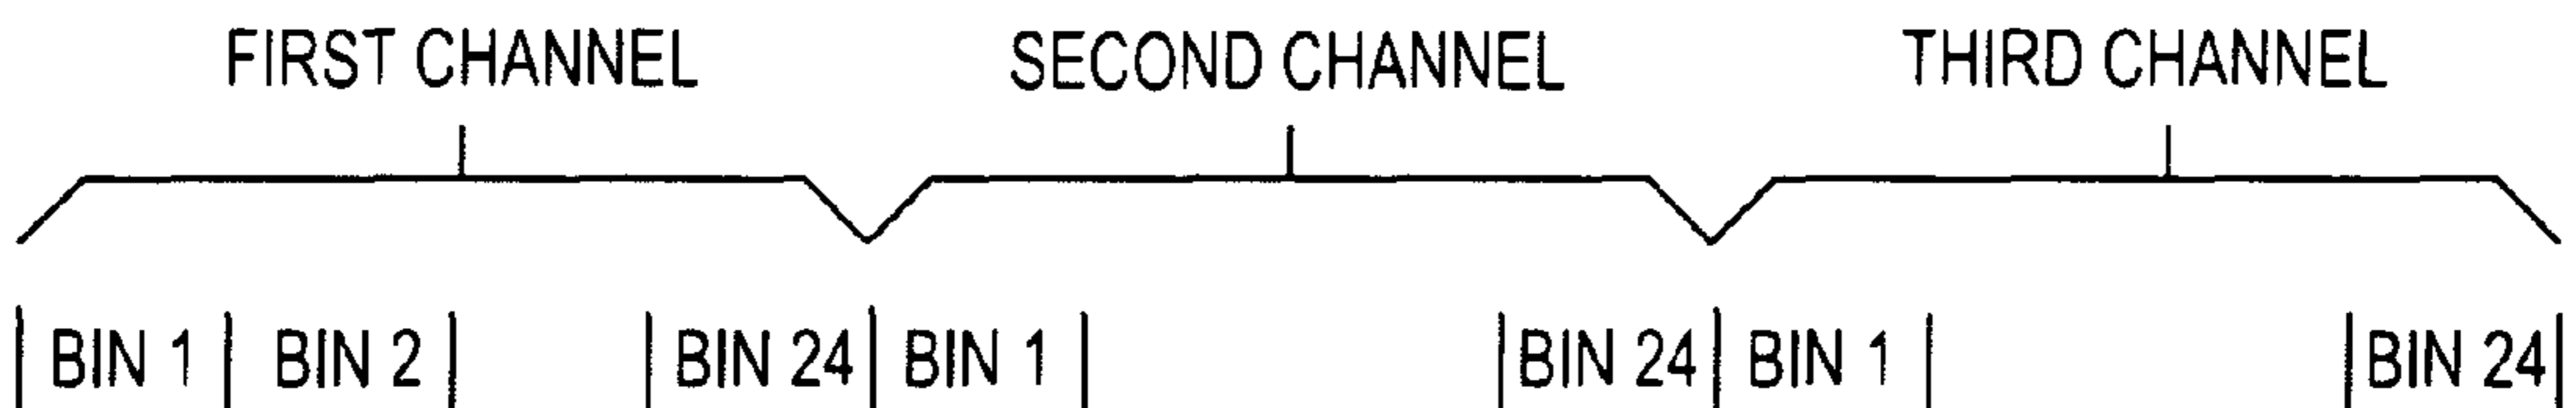 FIRST CHANNEL SECOND CHANNEL THIRD CHANNEL
BIN 1 BIN 2 BIN 24 BIN 1 BIN 24 BIN 1 BIN 24